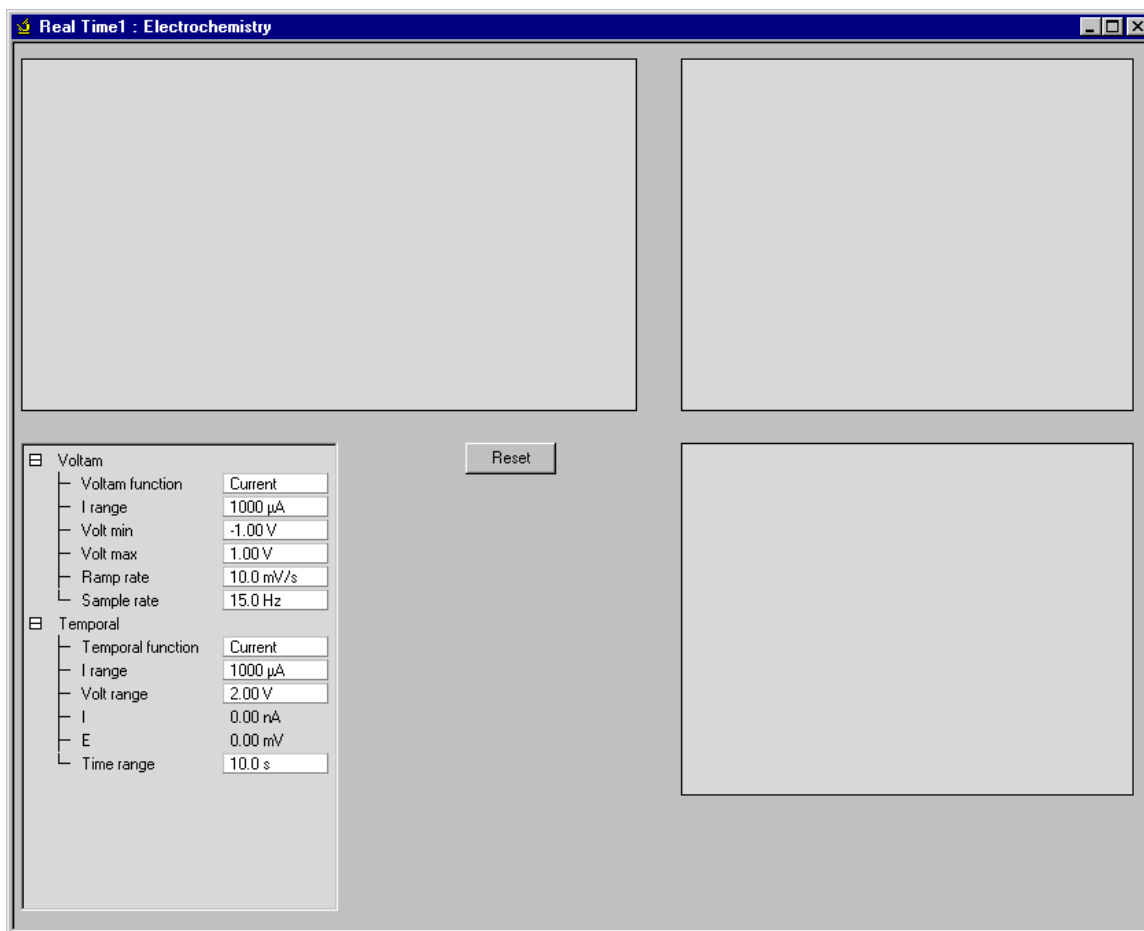 Real Time1 : Electrochemistry
Voltam
Voltam function Current
I range 1000 µA
Volt min -1.00 V
Volt max 1.00 V
Ramp rate 10.0 mV/s
Sample rate 15.0 Hz
Temporal
Temporal function Current
I range 1000 µA
Volt range 2.00 V
I 0.00 nA
E 0.00 mV
Time range 10.0 s
Reset